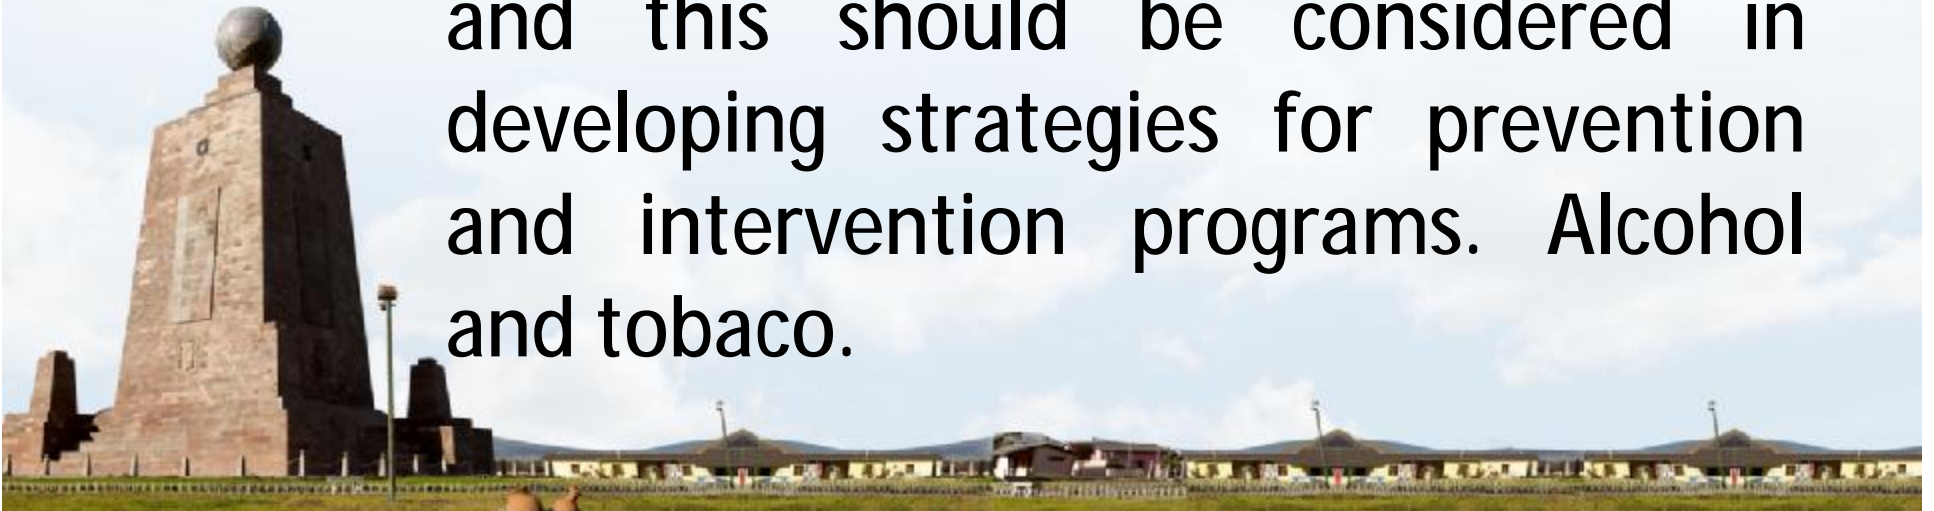 and this should be considered in
developing strategies for prevention
and intervention programs. Alcohol
and tobaco.